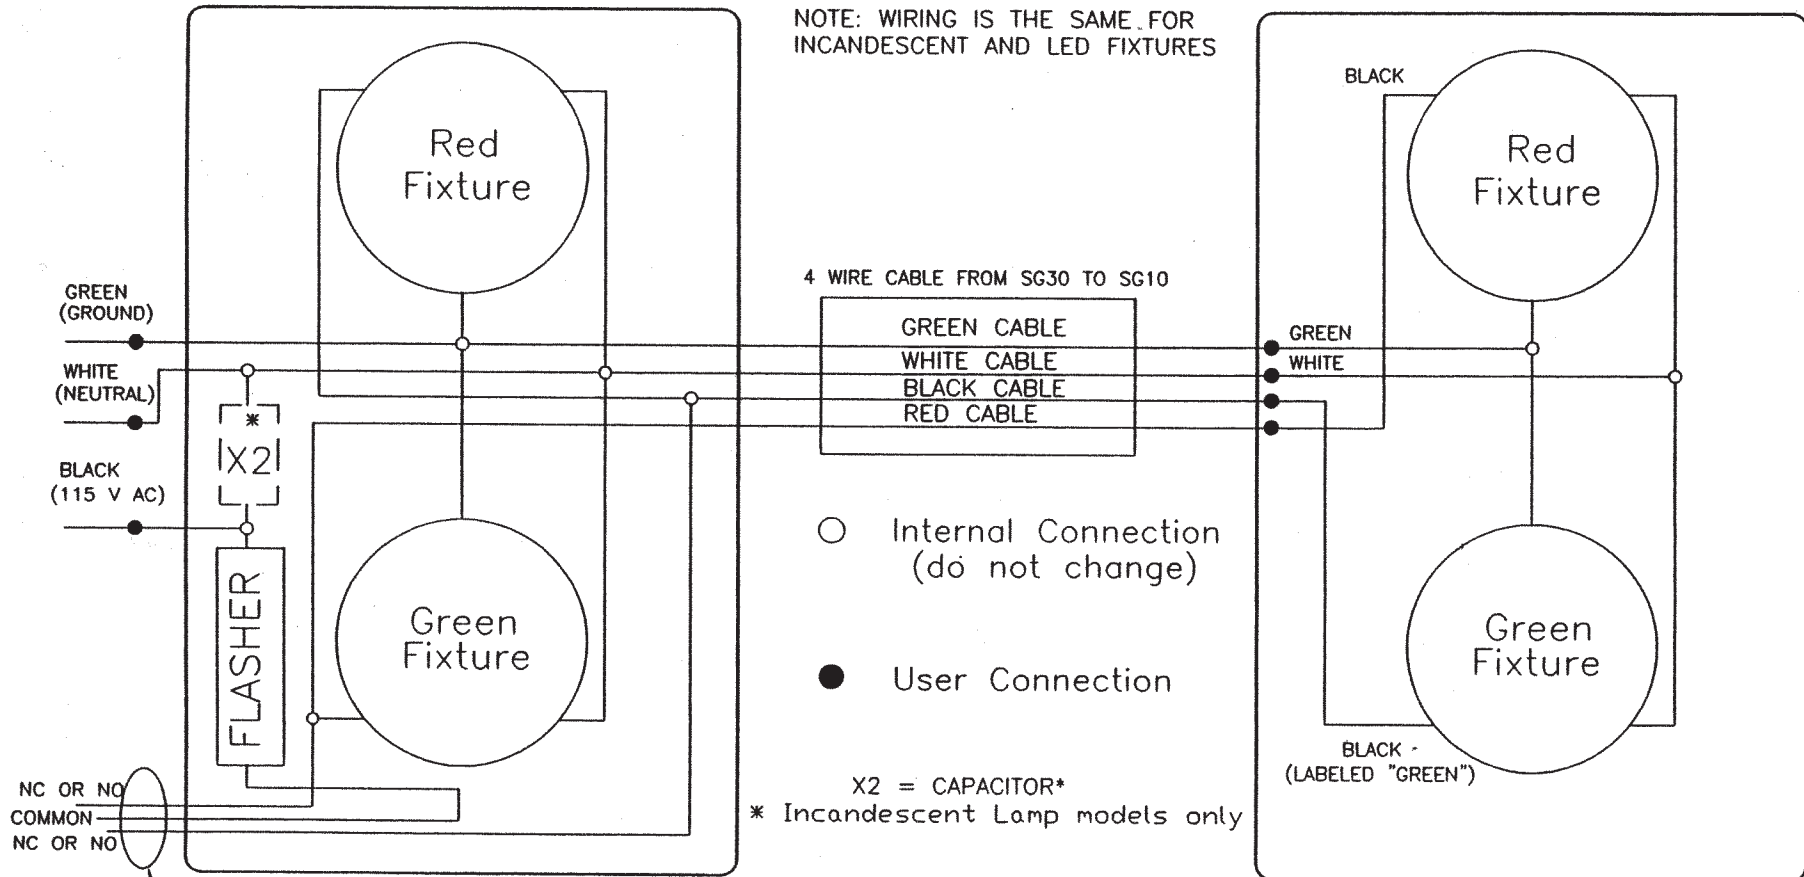 NOTE: WIRING IS THE SAME FOR
INCANDESCENT AND LED FIXTURES
Red
Fixture
BLACK
Red
Fixture
GREEN
(GROUND)
WHITE
(NEUTRAL)
*
X2
BLACK
(115 V AC)
FLASHER
Green
Fixture
NC OR NO
COMMON
NC OR NO
4 WIRE CABLE FROM SG30 TO SG10
GREEN CABLE
WHITE CABLE
BLACK CABLE
RED CABLE
GREEN
WHITE
Internal Connection
(do not change)
User Connection
X2 = CAPACITOR*
* Incandescent Lamp models only
Green
Fixture
BLACK -
(LABELED "GREEN")